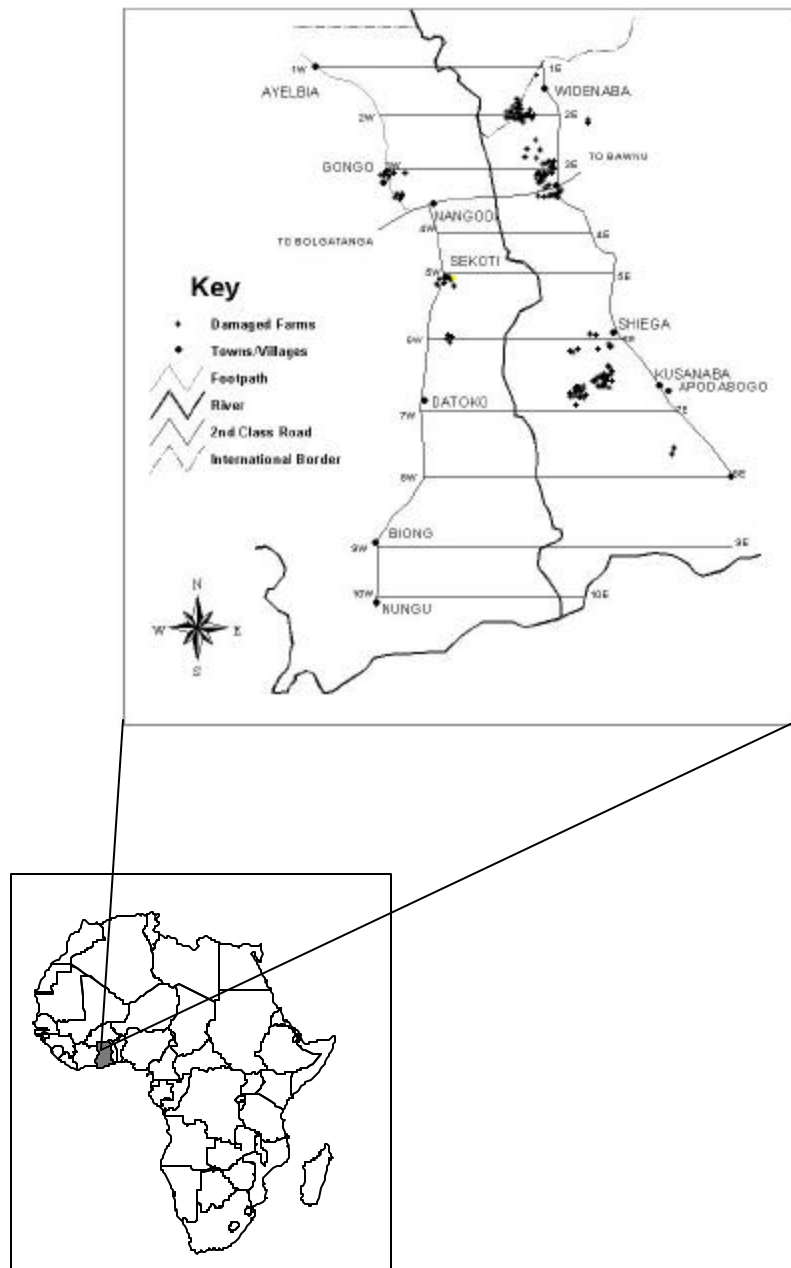 1W
1E
AYELBIA
WIDENABA
2W
2E
GONGO
3W
3E
TO BAWKU
NANGOD
TO BOLGATANGA
4W
4E
SEKOTI
5W
5E
Key
Damaged Farms
Towns/Villages
Footpath
River
2nd Class Road
International Border
SHIEGA
6W
6E
KUSANABA
APODABOGO
DATOKO
7W
7E
8W
8E
BIONG
9W
9E
10W
10E
NUNGU
N
W E
S